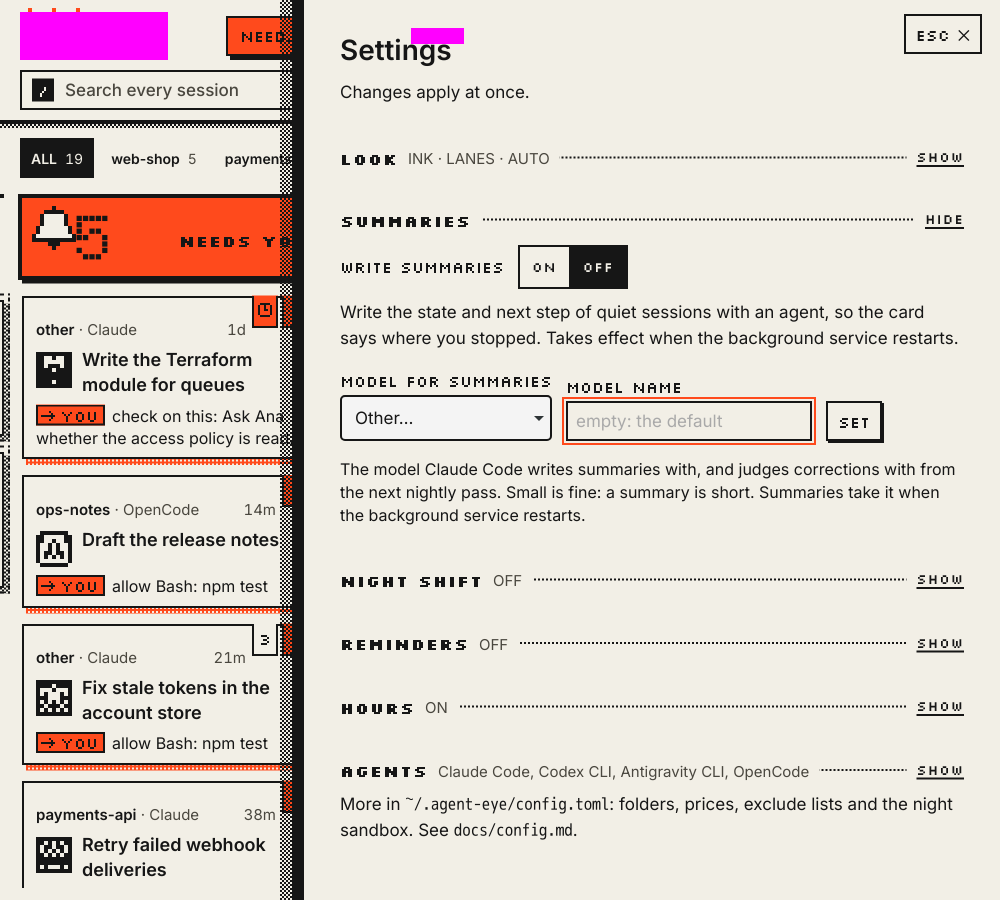 NEED
Search every session
ALL 19
web-shop 5
payments
5
NEEDS YO
other · Claude 1d
Write the Terraform
module for queues
→ YOU check on this: Ask Ana
whether the access policy is read
ops-notes · OpenCode 14m
Draft the release notes
→ YOU allow Bash: npm test
3
other · Claude 21m
Fix stale tokens in the
account store
→ YOU allow Bash: npm test
payments-api · Claude 38m
Retry failed webhook
deliveries
Settings
ESC ×
Changes apply at once.
LOOK INK · LANES · AUTO SHOW
SUMMARIES HIDE
WRITE SUMMARIES ON OFF
Write the state and next step of quiet sessions with an agent, so the card
says where you stopped. Takes effect when the background service restarts.
MODEL FOR SUMMARIES
MODEL NAME
Other...
empty: the default
SET
The model Claude Code writes summaries with, and judges corrections with from
the next nightly pass. Small is fine: a summary is short. Summaries take it when
the background service restarts.
NIGHT SHIFT OFF SHOW
REMINDERS OFF SHOW
HOURS ON SHOW
AGENTS Claude Code, Codex CLI, Antigravity CLI, OpenCode SHOW
More in ~/.agent-eye/config.toml: folders, prices, exclude lists and the night
sandbox. See docs/config.md.